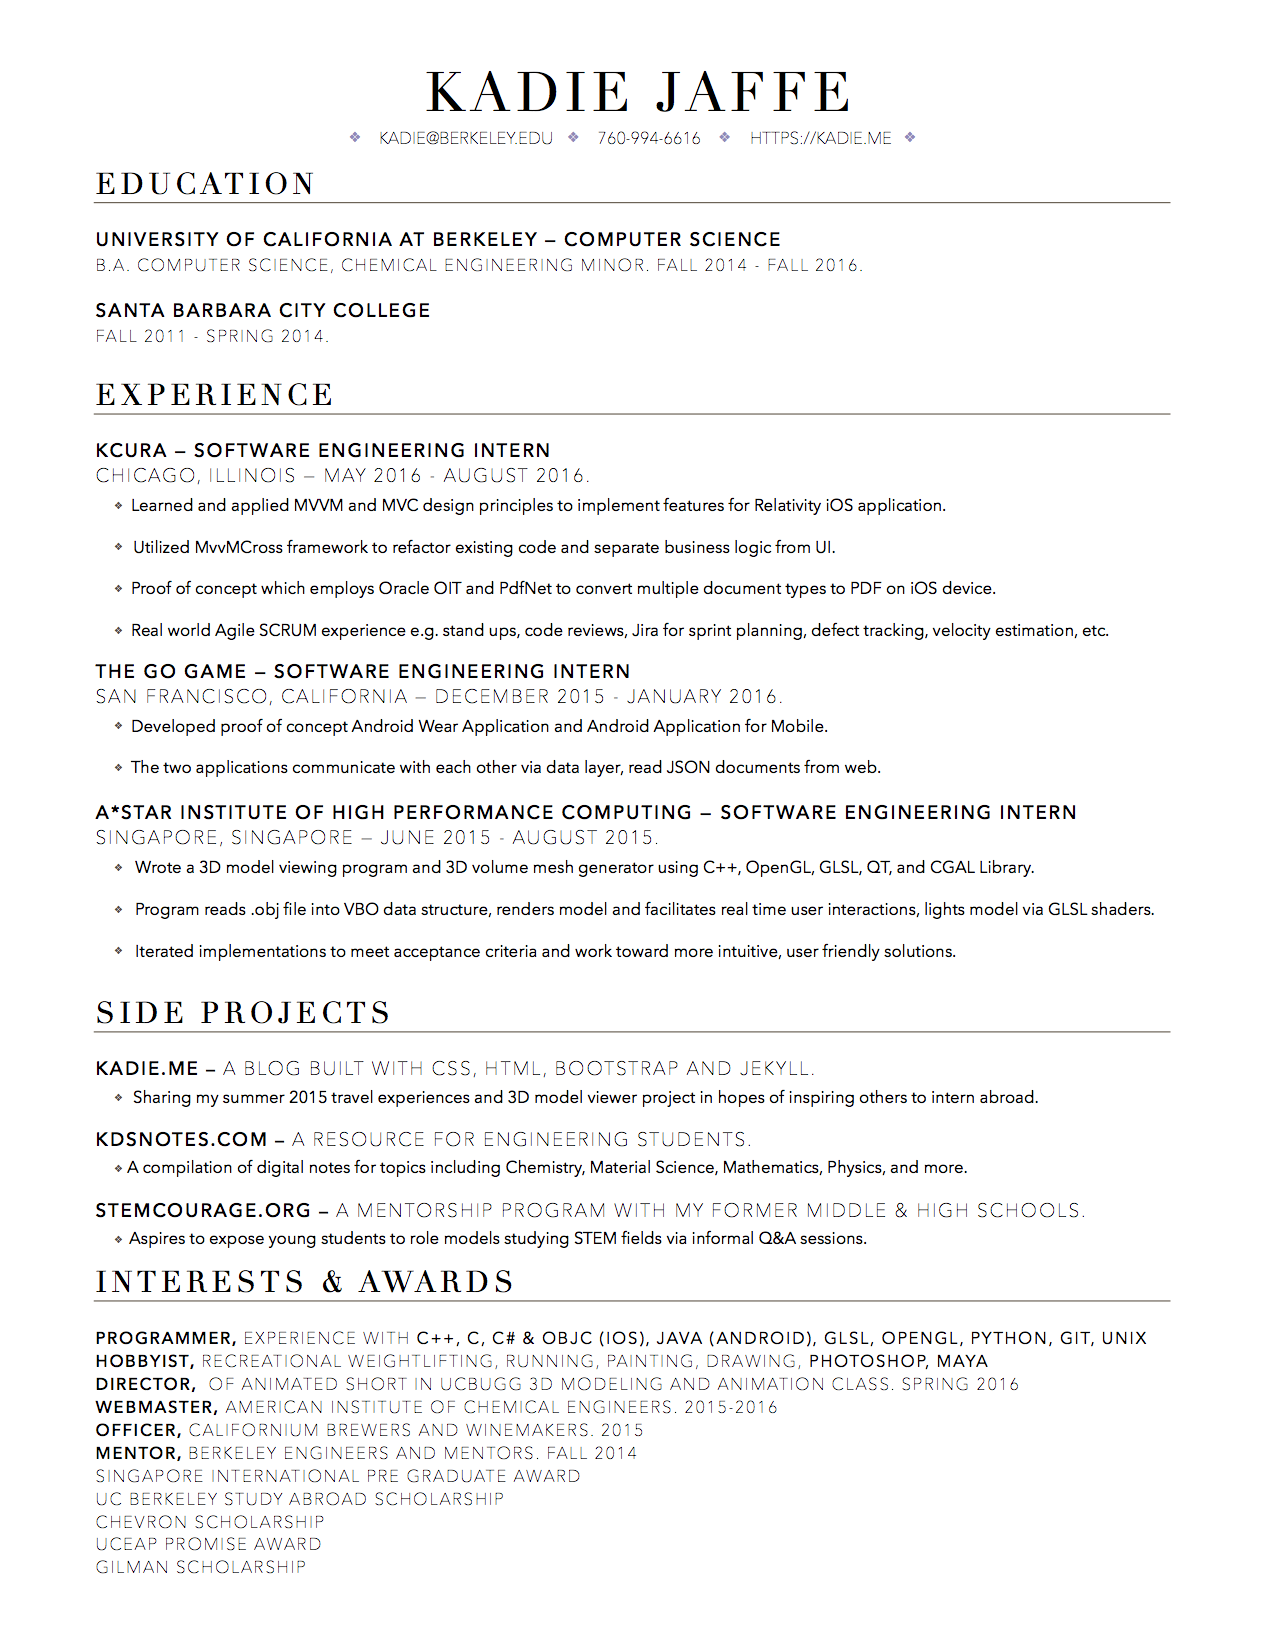 KADIE JAFFE
❖ KADIE@BERKELEY.EDU ❖ 760-994-6616 ❖ HTTPS://KADIE.ME ❖
EDUCATION
UNIVERSITY OF CALIFORNIA AT BERKELEY – COMPUTER SCIENCE
B.A. COMPUTER SCIENCE, CHEMICAL ENGINEERING MINOR. FALL 2014 - FALL 2016.
SANTA BARBARA CITY COLLEGE
FALL 2011 - SPRING 2014.
EXPERIENCE
KCURA – SOFTWARE ENGINEERING INTERN
CHICAGO, ILLINOIS – MAY 2016 - AUGUST 2016.
❖ Learned and applied MVVM and MVC design principles to implement features for Relativity iOS application.
❖ Utilized MvvMCross framework to refactor existing code and separate business logic from UI.
❖ Proof of concept which employs Oracle OIT and PdfNet to convert multiple document types to PDF on iOS device.
❖ Real world Agile SCRUM experience e.g. stand ups, code reviews, Jira for sprint planning, defect tracking, velocity estimation, etc.
THE GO GAME – SOFTWARE ENGINEERING INTERN
SAN FRANCISCO, CALIFORNIA – DECEMBER 2015 - JANUARY 2016.
❖ Developed proof of concept Android Wear Application and Android Application for Mobile.
❖ The two applications communicate with each other via data layer, read JSON documents from web.
A*STAR INSTITUTE OF HIGH PERFORMANCE COMPUTING – SOFTWARE ENGINEERING INTERN
SINGAPORE, SINGAPORE – JUNE 2015 - AUGUST 2015.
❖ Wrote a 3D model viewing program and 3D volume mesh generator using C++, OpenGL, GLSL, QT, and CGAL Library.
❖ Program reads .obj file into VBO data structure, renders model and facilitates real time user interactions, lights model via GLSL shaders.
❖ Iterated implementations to meet acceptance criteria and work toward more intuitive, user friendly solutions.
SIDE PROJECTS
KADIE.ME – A BLOG BUILT WITH CSS, HTML, BOOTSTRAP AND JEKYLL.
❖ Sharing my summer 2015 travel experiences and 3D model viewer project in hopes of inspiring others to intern abroad.
KDSNOTES.COM – A RESOURCE FOR ENGINEERING STUDENTS.
❖ A compilation of digital notes for topics including Chemistry, Material Science, Mathematics, Physics, and more.
STEMCOURAGE.ORG – A MENTORSHIP PROGRAM WITH MY FORMER MIDDLE & HIGH SCHOOLS.
❖ Aspires to expose young students to role models studying STEM fields via informal Q&A sessions.
INTERESTS & AWARDS
PROGRAMMER, EXPERIENCE WITH C++, C, C# & OBJC (IOS), JAVA (ANDROID), GLSL, OPENGL, PYTHON, GIT, UNIX
HOBBYIST, RECREATIONAL WEIGHTLIFTING, RUNNING, PAINTING, DRAWING, PHOTOSHOP, MAYA
DIRECTOR, OF ANIMATED SHORT IN UCBUGG 3D MODELING AND ANIMATION CLASS. SPRING 2016
WEBMASTER, AMERICAN INSTITUTE OF CHEMICAL ENGINEERS. 2015-2016
OFFICER, CALIFORNIUM BREWERS AND WINEMAKERS. 2015
MENTOR, BERKELEY ENGINEERS AND MENTORS. FALL 2014
SINGAPORE INTERNATIONAL PRE GRADUATE AWARD
UC BERKELEY STUDY ABROAD SCHOLARSHIP
CHEVRON SCHOLARSHIP
UCEAP PROMISE AWARD
GILMAN SCHOLARSHIP